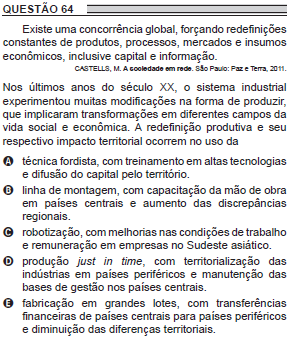 QUESTÃO 64
Existe uma concorrência global, forçando redefinições
constantes de produtos, processos, mercados e insumos
econômicos, inclusive capital e informação.
CASTELLS, M. A sociedade em rede. São Paulo: Paz e Terra, 2011.
Nos últimos anos do século XX, o sistema industrial
experimentou muitas modificações na forma de produzir,
que implicaram transformações em diferentes campos da
vida social e econômica. A redefinição produtiva e seu
respectivo impacto territorial ocorrem no uso da
A técnica fordista, com treinamento em altas tecnologias
e difusão do capital pelo território.
B linha de montagem, com capacitação da mão de obra
em países centrais e aumento das discrepâncias
regionais.
C robotização, com melhorias nas condições de trabalho
e remuneração em empresas no Sudeste asiático.
D produção just in time, com territorialização das
indústrias em países periféricos e manutenção das
bases de gestão nos países centrais.
E fabricação em grandes lotes, com transferências
financeiras de países centrais para países periféricos
e diminuição das diferenças territoriais.